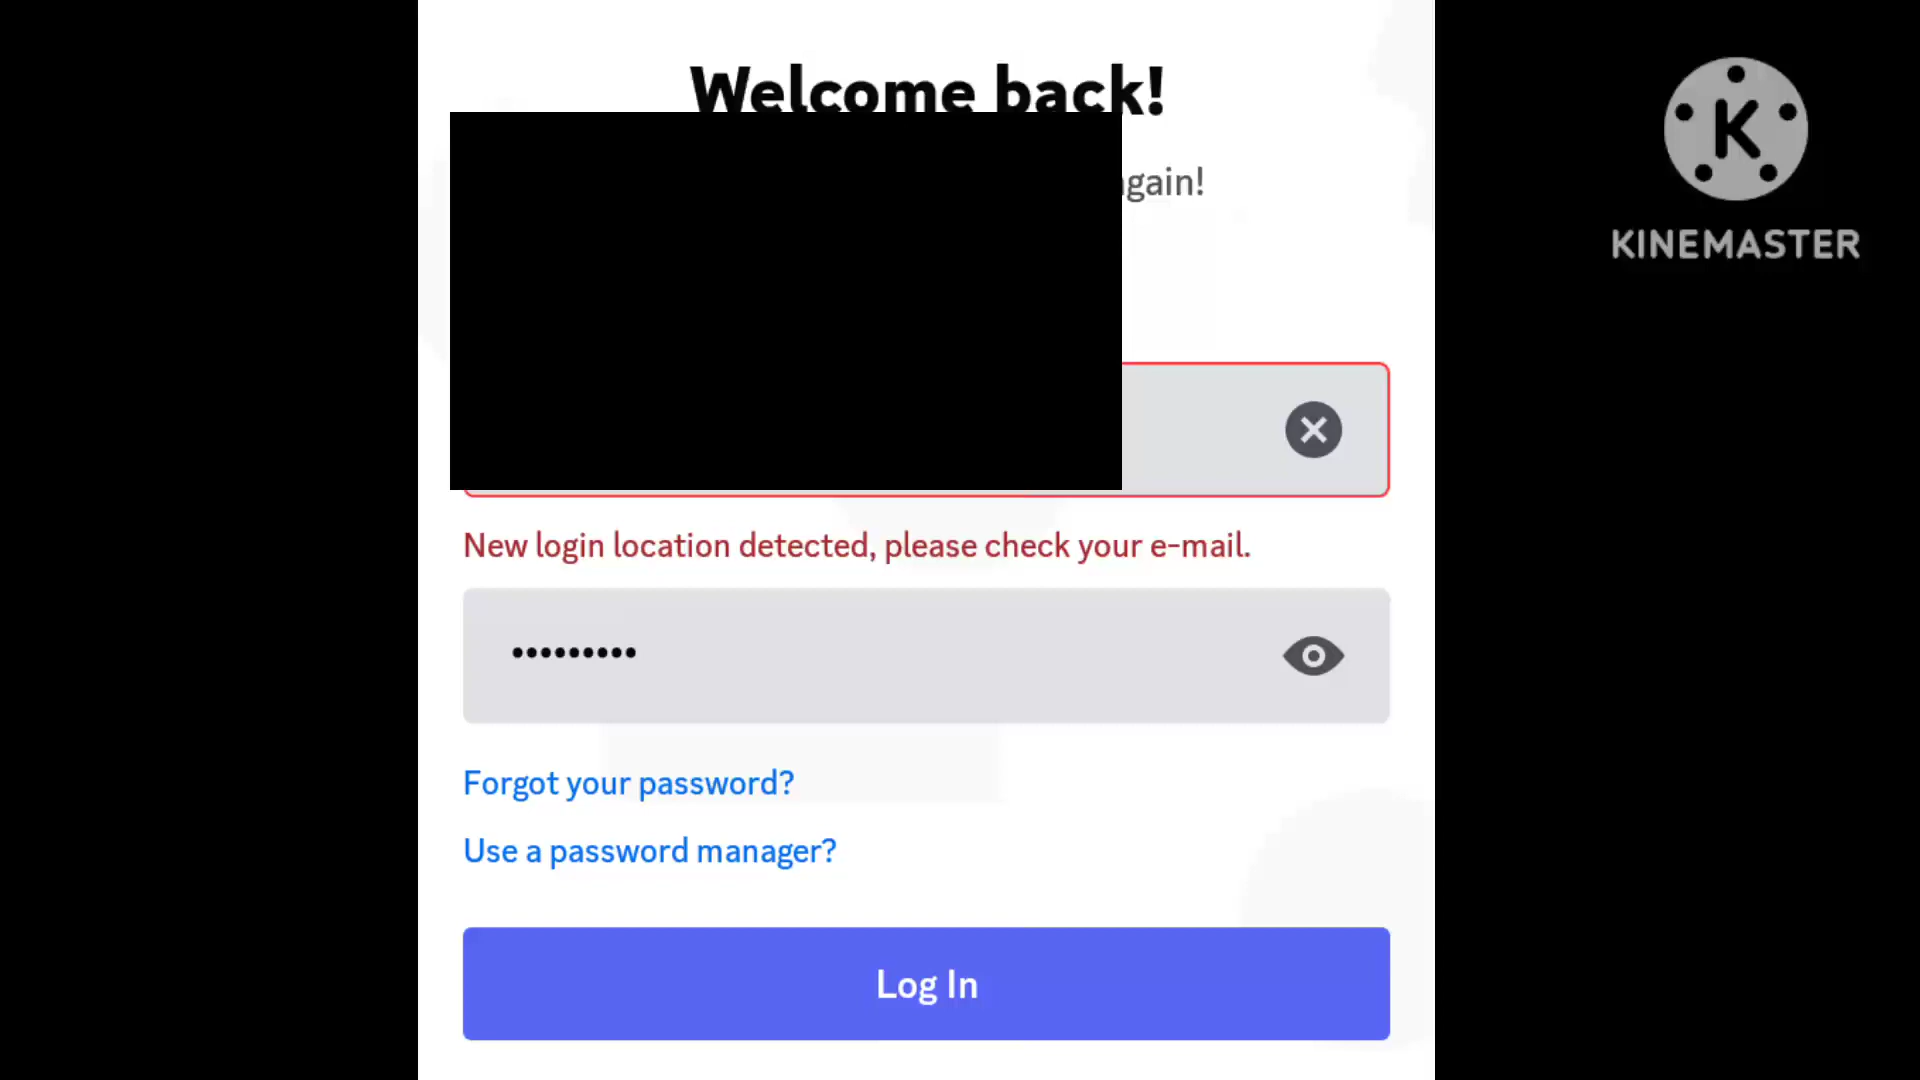 Welcome back!
KINEMASTER
New login location detected, please check your e-mail.
•••••••••
Forgot your password?
Use a password manager?
Log In